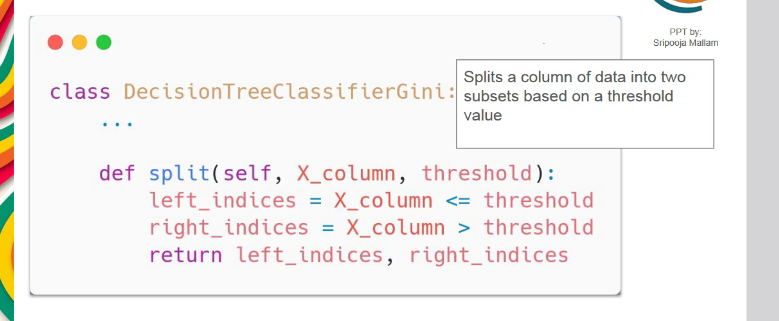 PPT by:
Sripooja Mallam
class DecisionTreeClassifierGini:
...
Splits a column of data into two
subsets based on a threshold
value
def split(self, X_column, threshold):
left_indices = X_column <= threshold
right_indices = X_column > threshold
return left_indices, right_indices